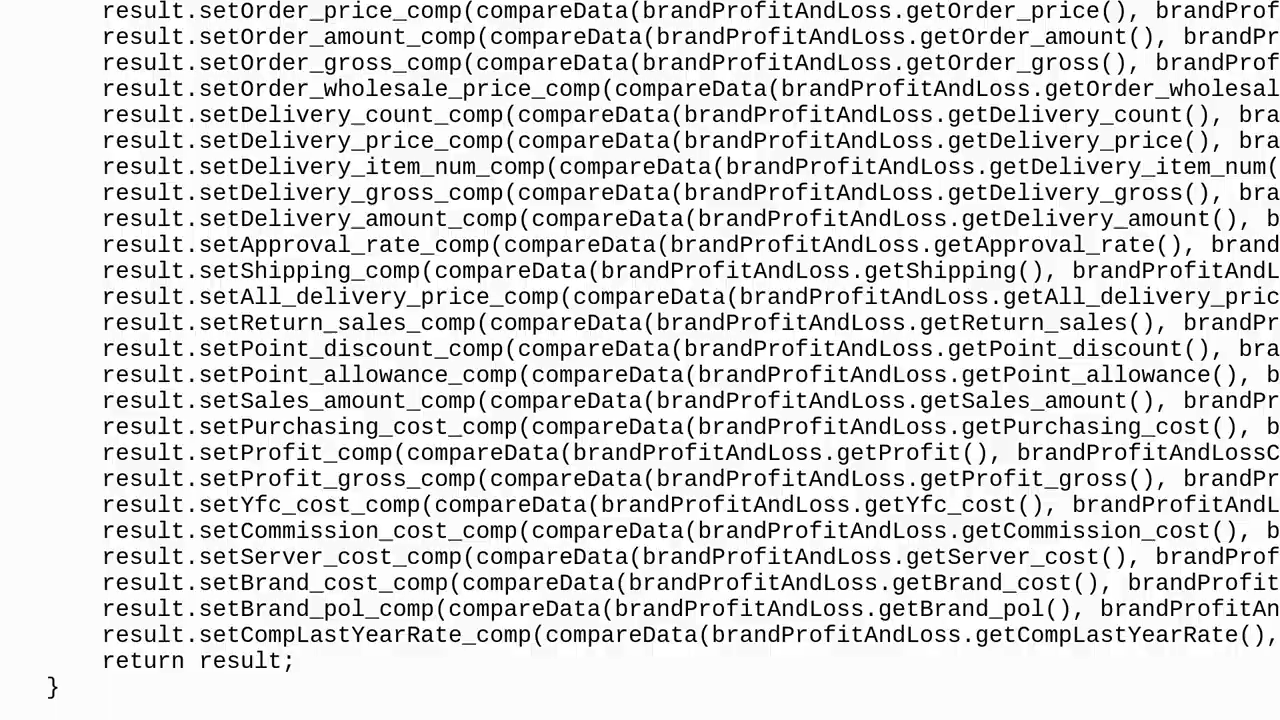 result.setOrder_price_comp(compareData(brandProfitAndLoss.getOrder_price(), brandProf
result.setOrder_amount_comp(compareData(brandProfitAndLoss.getOrder_amount(), brandPr
result.setOrder_gross_comp(compareData(brandProfitAndLoss.getOrder_gross(), brandProf
result.setOrder_wholesale_price_comp(compareData(brandProfitAndLoss.getOrder_wholesal
result.setDelivery_count_comp(compareData(brandProfitAndLoss.getDelivery_count(), bra
result.setDelivery_price_comp(compareData(brandProfitAndLoss.getDelivery_price(), bra
result.setDelivery_item_num_comp(compareData(brandProfitAndLoss.getDelivery_item_num(
result.setDelivery_gross_comp(compareData(brandProfitAndLoss.getDelivery_gross(), bra
result.setDelivery_amount_comp(compareData(brandProfitAndLoss.getDelivery_amount(), b
result.setApproval_rate_comp(compareData(brandProfitAndLoss.getApproval_rate(), brand
result.setShipping_comp(compareData(brandProfitAndLoss.getShipping(), brandProfitAndL
result.setAll_delivery_price_comp(compareData(brandProfitAndLoss.getAll_delivery_pric
result.setReturn_sales_comp(compareData(brandProfitAndLoss.getReturn_sales(), brandPr
result.setPoint_discount_comp(compareData(brandProfitAndLoss.getPoint_discount(), bra
result.setPoint_allowance_comp(compareData(brandProfitAndLoss.getPoint_allowance(), b
result.setSales_amount_comp(compareData(brandProfitAndLoss.getSales_amount(), brandPr
result.setPurchasing_cost_comp(compareData(brandProfitAndLoss.getPurchasing_cost(), b
result.setProfit_comp(compareData(brandProfitAndLoss.getProfit(), brandProfitAndLossC
result.setProfit_gross_comp(compareData(brandProfitAndLoss.getProfit_gross(), brandPr
result.setYfc_cost_comp(compareData(brandProfitAndLoss.getYfc_cost(), brandProfitAndL
result.setCommission_cost_comp(compareData(brandProfitAndLoss.getCommission_cost(), b
result.setServer_cost_comp(compareData(brandProfitAndLoss.getServer_cost(), brandProf
result.setBrand_cost_comp(compareData(brandProfitAndLoss.getBrand_cost(), brandProfit
result.setBrand_pol_comp(compareData(brandProfitAndLoss.getBrand_pol(), brandProfitAn
result.setCompLastYearRate_comp(compareData(brandProfitAndLoss.getCompLastYearRate(),
return result;
}